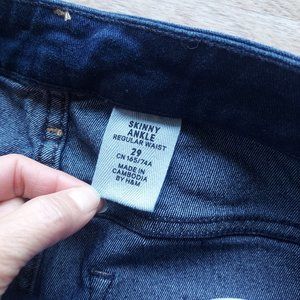 SKINNY
ANKLE
REGULAR WAIST
29
CN 165/74A
MADE IN
CAMBODIA
BY H&M